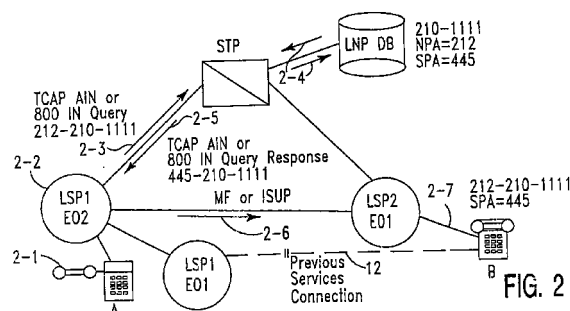 STP
LNP DB
210-1111
NPA=212
SPA=445
2-4
TCAP AIN or
800 IN Query
212-210-1111
2-3
2-5
TCAP AIN or
800 IN Query Response
445-210-1111
2-2
LSP1
EO2
MF or ISUP
2-6
LSP2
EO1
2-7
212-210-1111
SPA=445
B
2-1
A
LSP1
EO1
Previous
Services
Connection
12
FIG. 2